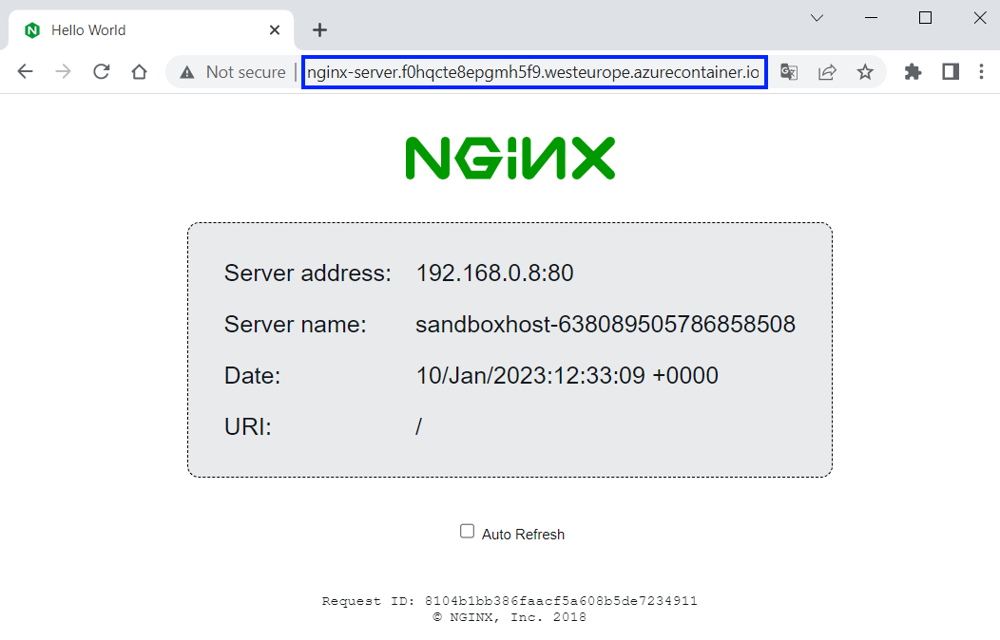 Hello World
Not secure | nginx-server.f0hqcte8epgmh5f9.westeurope.azurecontainer.io
NGINX
Server address: 192.168.0.8:80
Server name: sandboxhost-638089505786858508
Date: 10/Jan/2023:12:33:09 +0000
URI: /
Auto Refresh
Request ID: 8104b1bb386faacf5a608b5de7234911
© NGINX, Inc. 2018